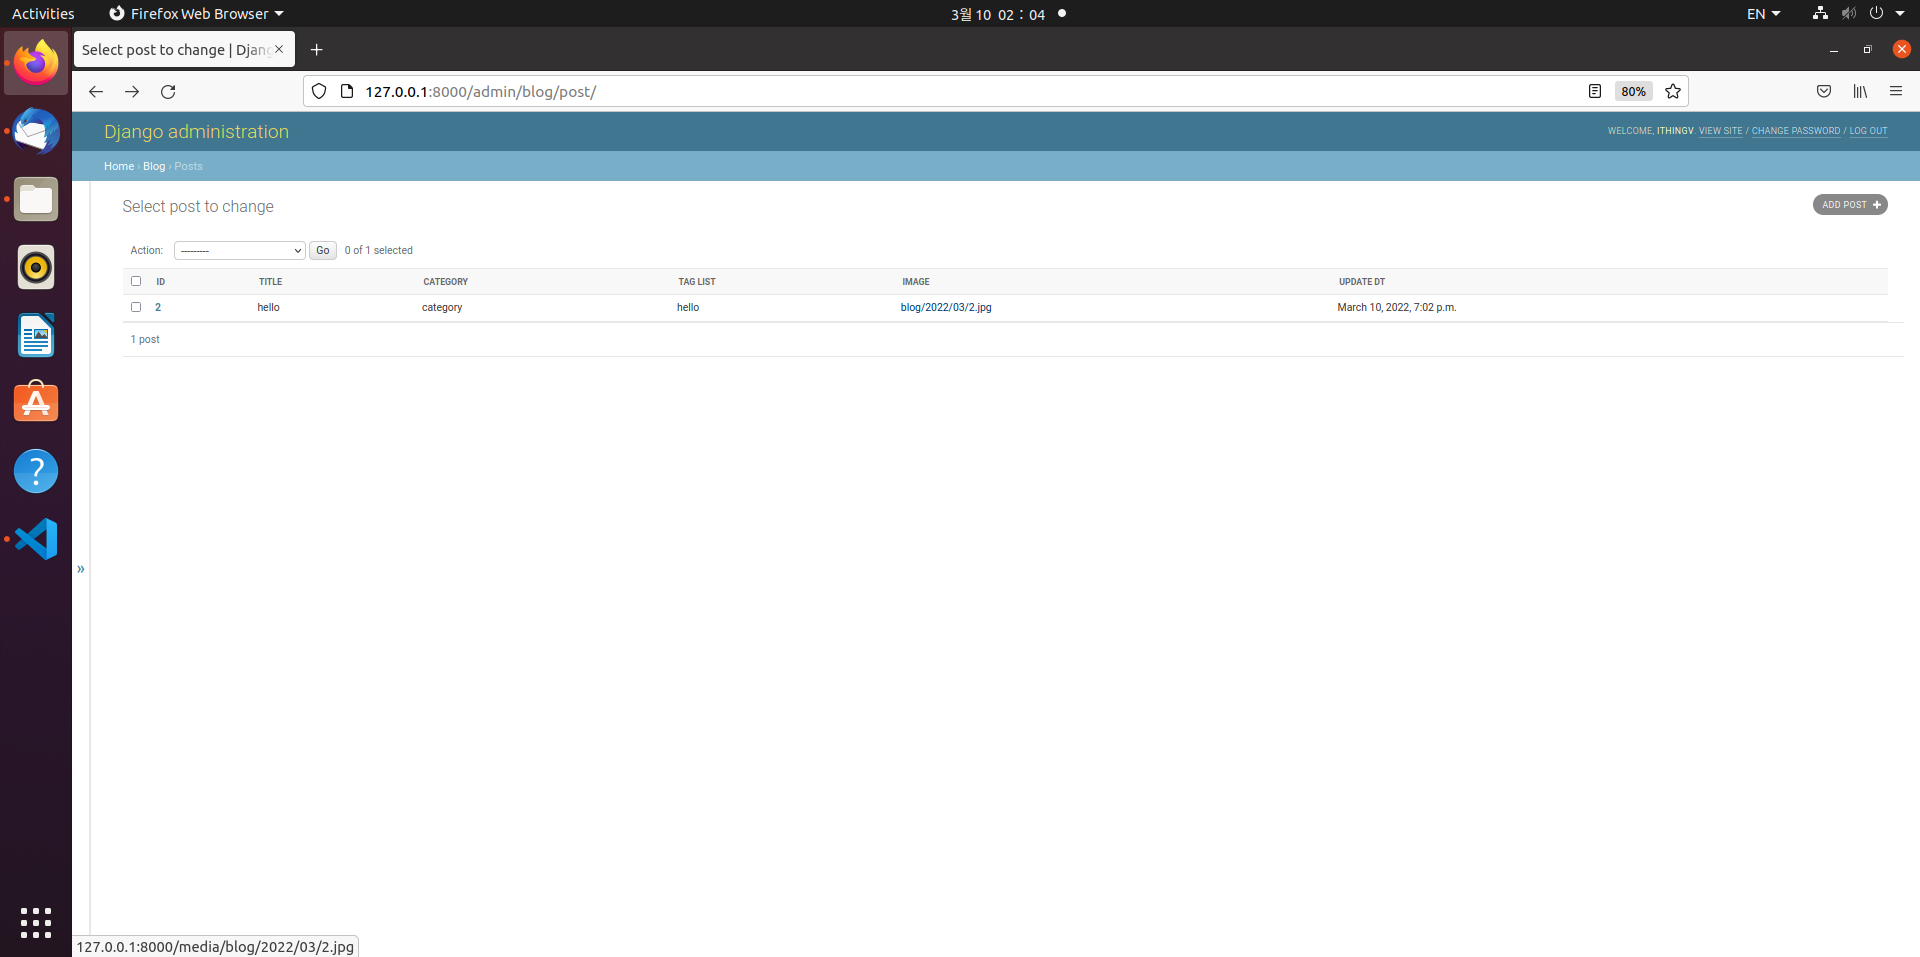 Activities Firefox Web Browser 3월 10 02 : 04 EN
Select post to change | Djang
127.0.0.1:8000/admin/blog/post/ 80%
Django administration WELCOME, ITHINGV. VIEW SITE / CHANGE PASSWORD / LOG OUT
Home › Blog › Posts
Select post to change ADD POST +
Action: --------- Go 0 of 1 selected
ID TITLE CATEGORY TAG LIST IMAGE UPDATE DT
2 hello category hello blog/2022/03/2.jpg March 10, 2022, 7:02 p.m.
1 post
»
127.0.0.1:8000/media/blog/2022/03/2.jpg